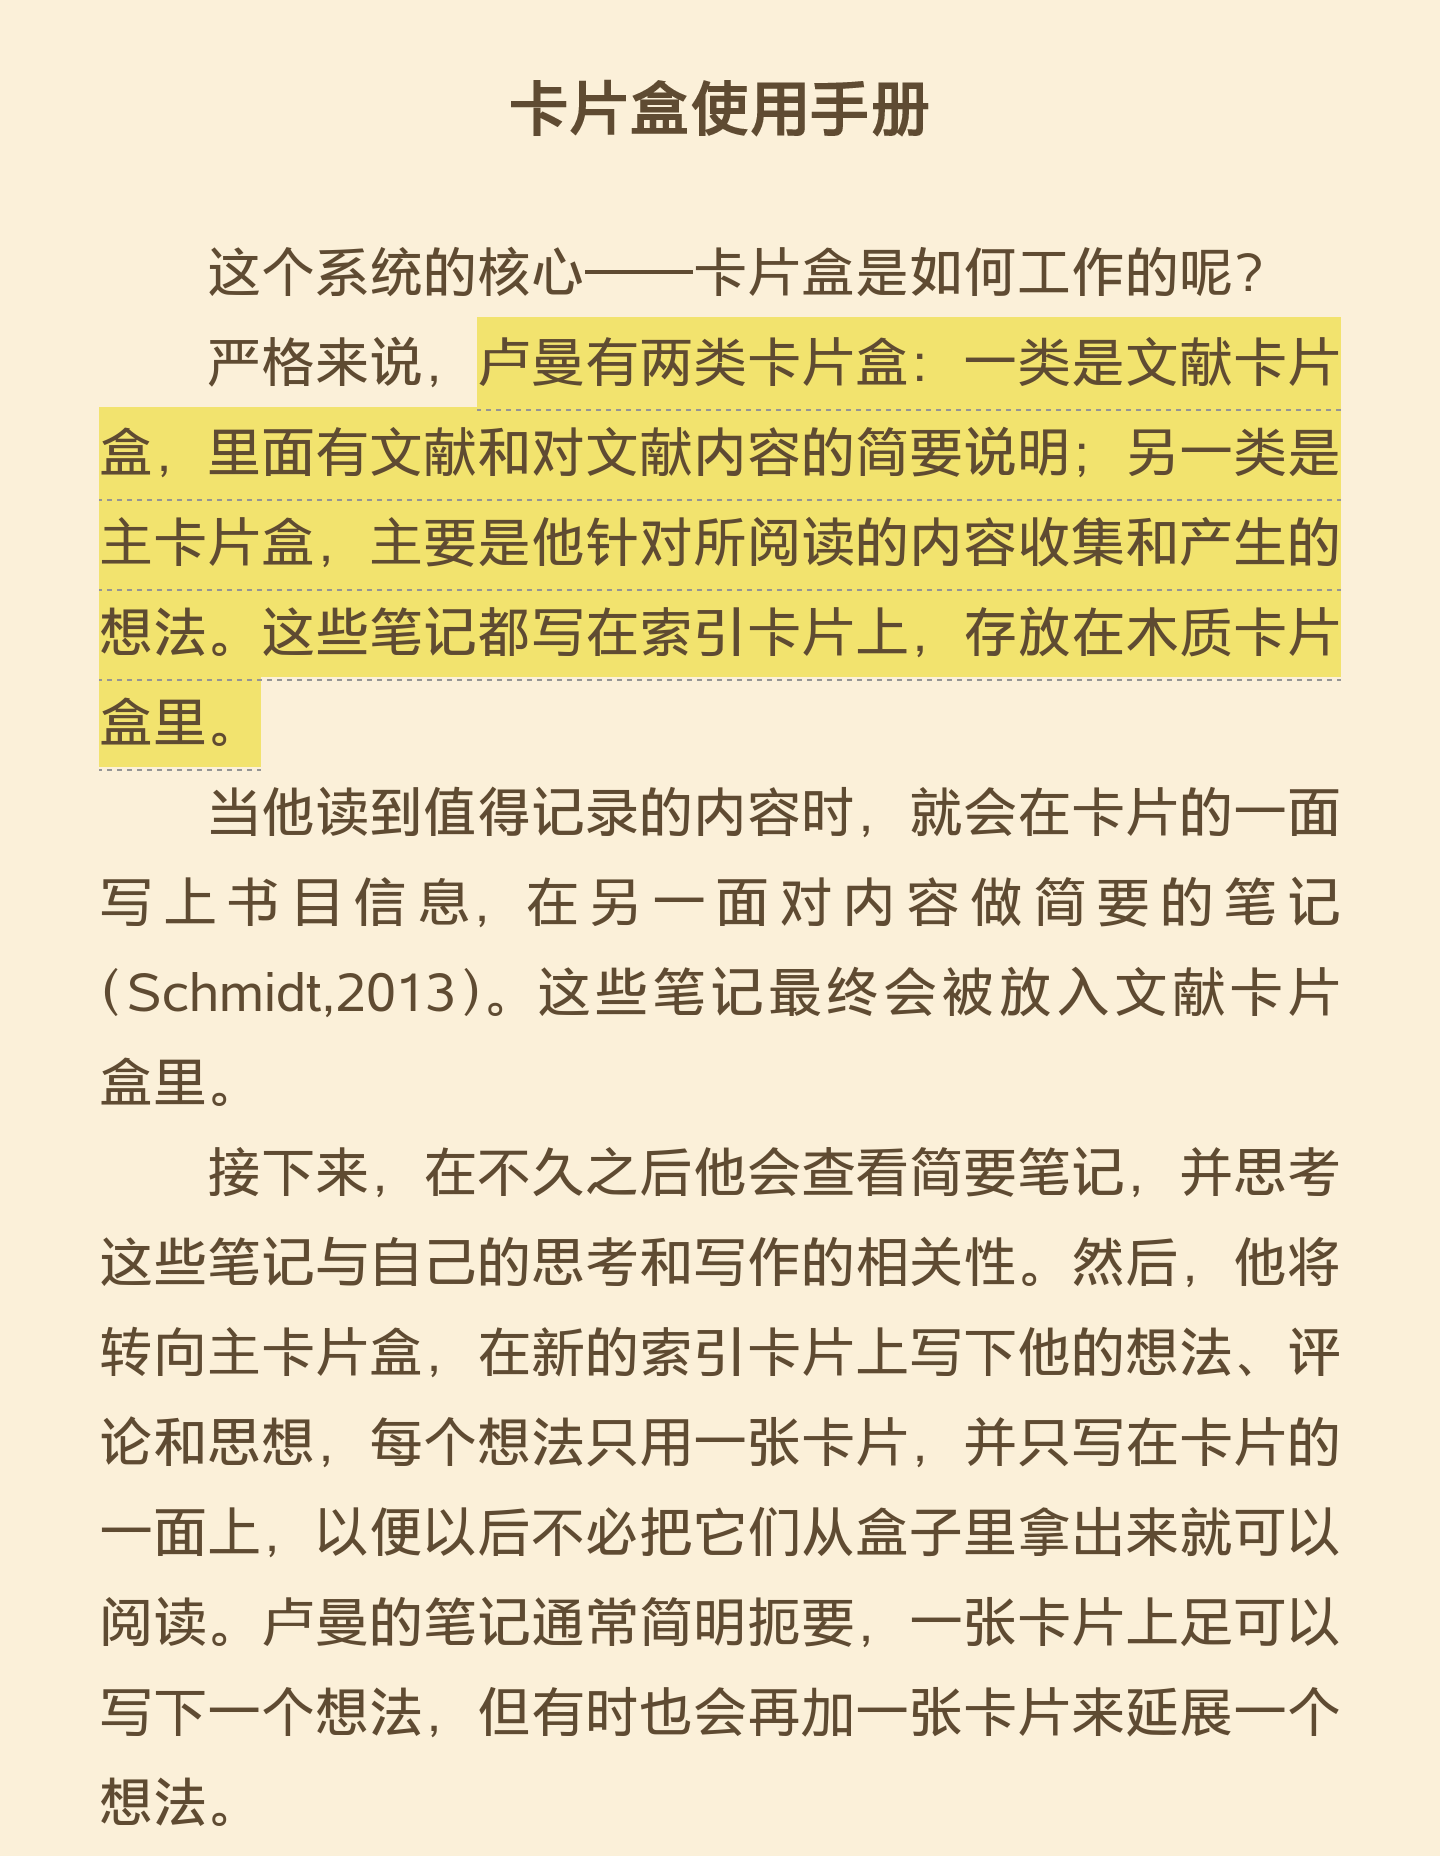 卡片盒使用手册
这个系统的核心——卡片盒是如何工作的呢?
严格来说，卢曼有两类卡片盒：一类是文献卡片
盒，里面有文献和对文献内容的简要说明；另一类是
主卡片盒，主要是他针对所阅读的内容收集和产生的
想法。这些笔记都写在索引卡片上，存放在木质卡片
盒里。
当他读到值得记录的内容时，就会在卡片的一面
写上书目信息，在另一面对内容做简要的笔记
(Schmidt,2013)。这些笔记最终会被放入文献卡片
盒里。
接下来，在不久之后他会查看简要笔记，并思考
这些笔记与自己的思考和写作的相关性。然后，他将
转向主卡片盒，在新的索引卡片上写下他的想法、评
论和思想，每个想法只用一张卡片，并只写在卡片的
一面上，以便以后不必把它们从盒子里拿出来就可以
阅读。卢曼的笔记通常简明扼要，一张卡片上足可以
写下一个想法，但有时也会再加一张卡片来延展一个
想法。